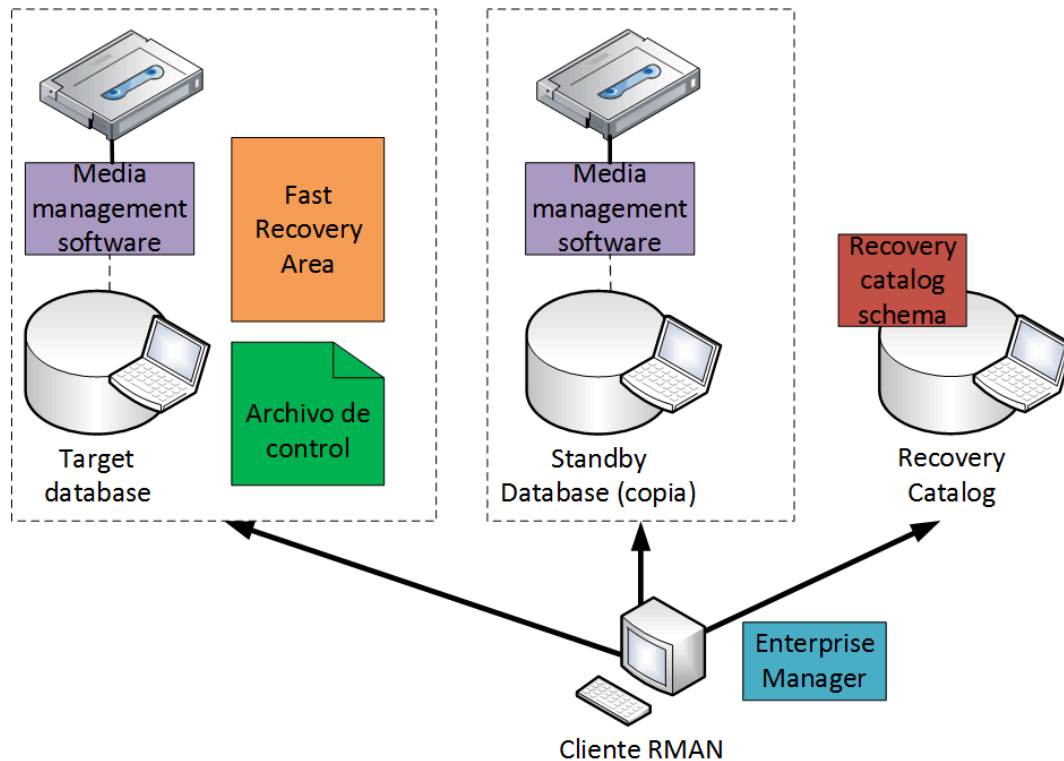 Media
management
software
Fast
Recovery
Area
Archivo de
control
Target
database
Media
management
software
Standby
Database (copia)
Recovery
catalog
schema
Recovery
Catalog
Enterprise
Manager
Cliente RMAN